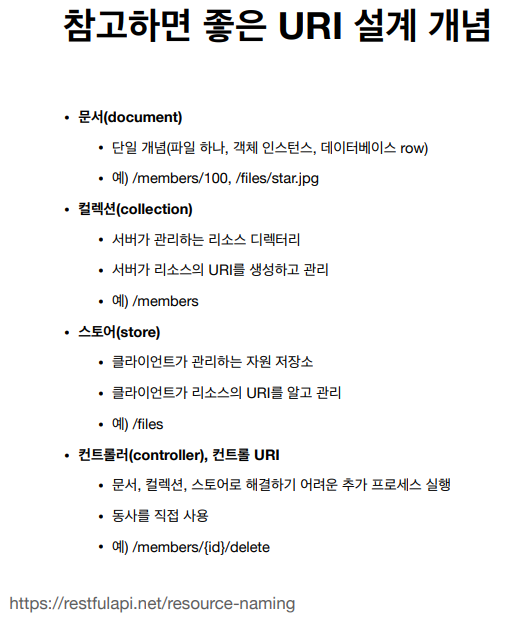 참고하면 좋은 URI 설계 개념
• 문서(document)
• 단일 개념(파일 하나, 객체 인스턴스, 데이터베이스 row)
• 예) /members/100, /files/star.jpg
• 컬렉션(collection)
• 서버가 관리하는 리소스 디렉터리
• 서버가 리소스의 URI를 생성하고 관리
• 예) /members
• 스토어(store)
• 클라이언트가 관리하는 자원 저장소
• 클라이언트가 리소스의 URI를 알고 관리
• 예) /files
• 컨트롤러(controller), 컨트롤 URI
• 문서, 컬렉션, 스토어로 해결하기 어려운 추가 프로세스 실행
• 동사를 직접 사용
• 예) /members/{id}/delete
https://restfulapi.net/resource-naming